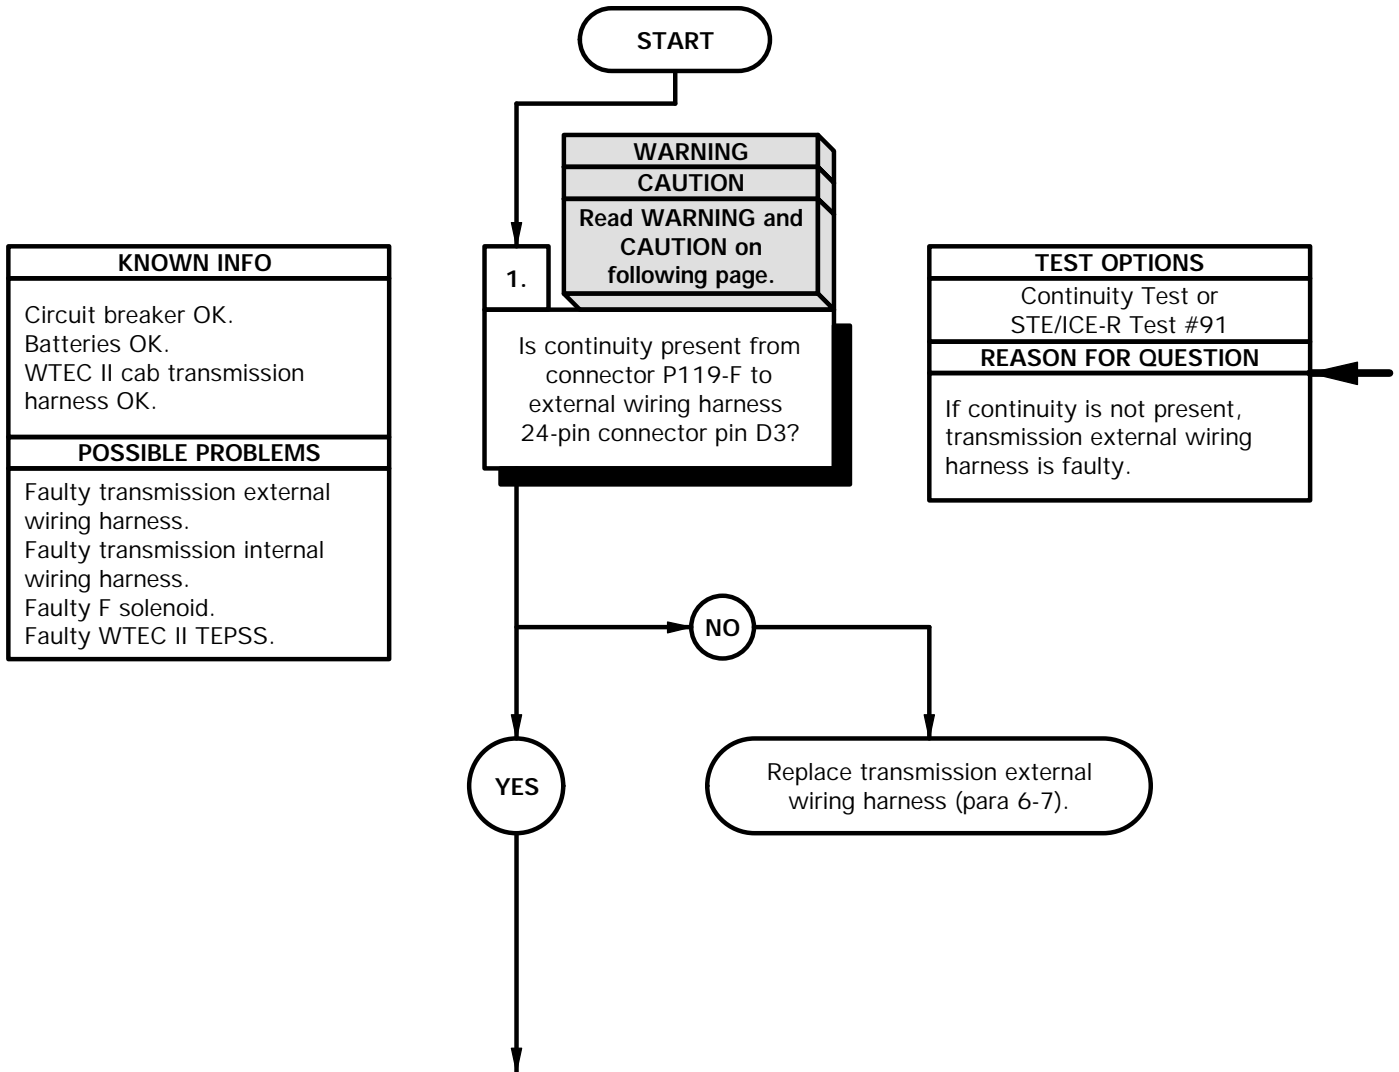 START
WARNING
CAUTION
Read WARNING and
CAUTION on
following page.
KNOWN INFO
Circuit breaker OK.
Batteries OK.
WTEC II cab transmission
harness OK.
POSSIBLE PROBLEMS
Faulty transmission external
wiring harness.
Faulty transmission internal
wiring harness.
Faulty F solenoid.
Faulty WTEC II TEPSS.
1.
Is continuity present from
connector P119-F to
external wiring harness
24-pin connector pin D3?
TEST OPTIONS
Continuity Test or
STE/ICE-R Test #91
REASON FOR QUESTION
If continuity is not present,
transmission external wiring
harness is faulty.
NO
YES
Replace transmission external
wiring harness (para 6-7).